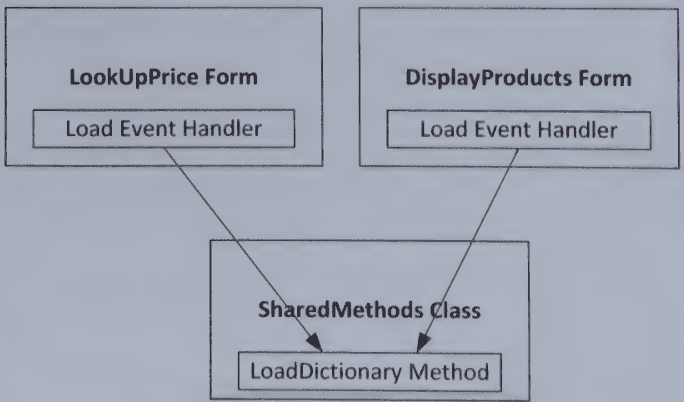 LookUpPrice Form
Load Event Handler
DisplayProducts Form
Load Event Handler
SharedMethods Class
LoadDictionary Method